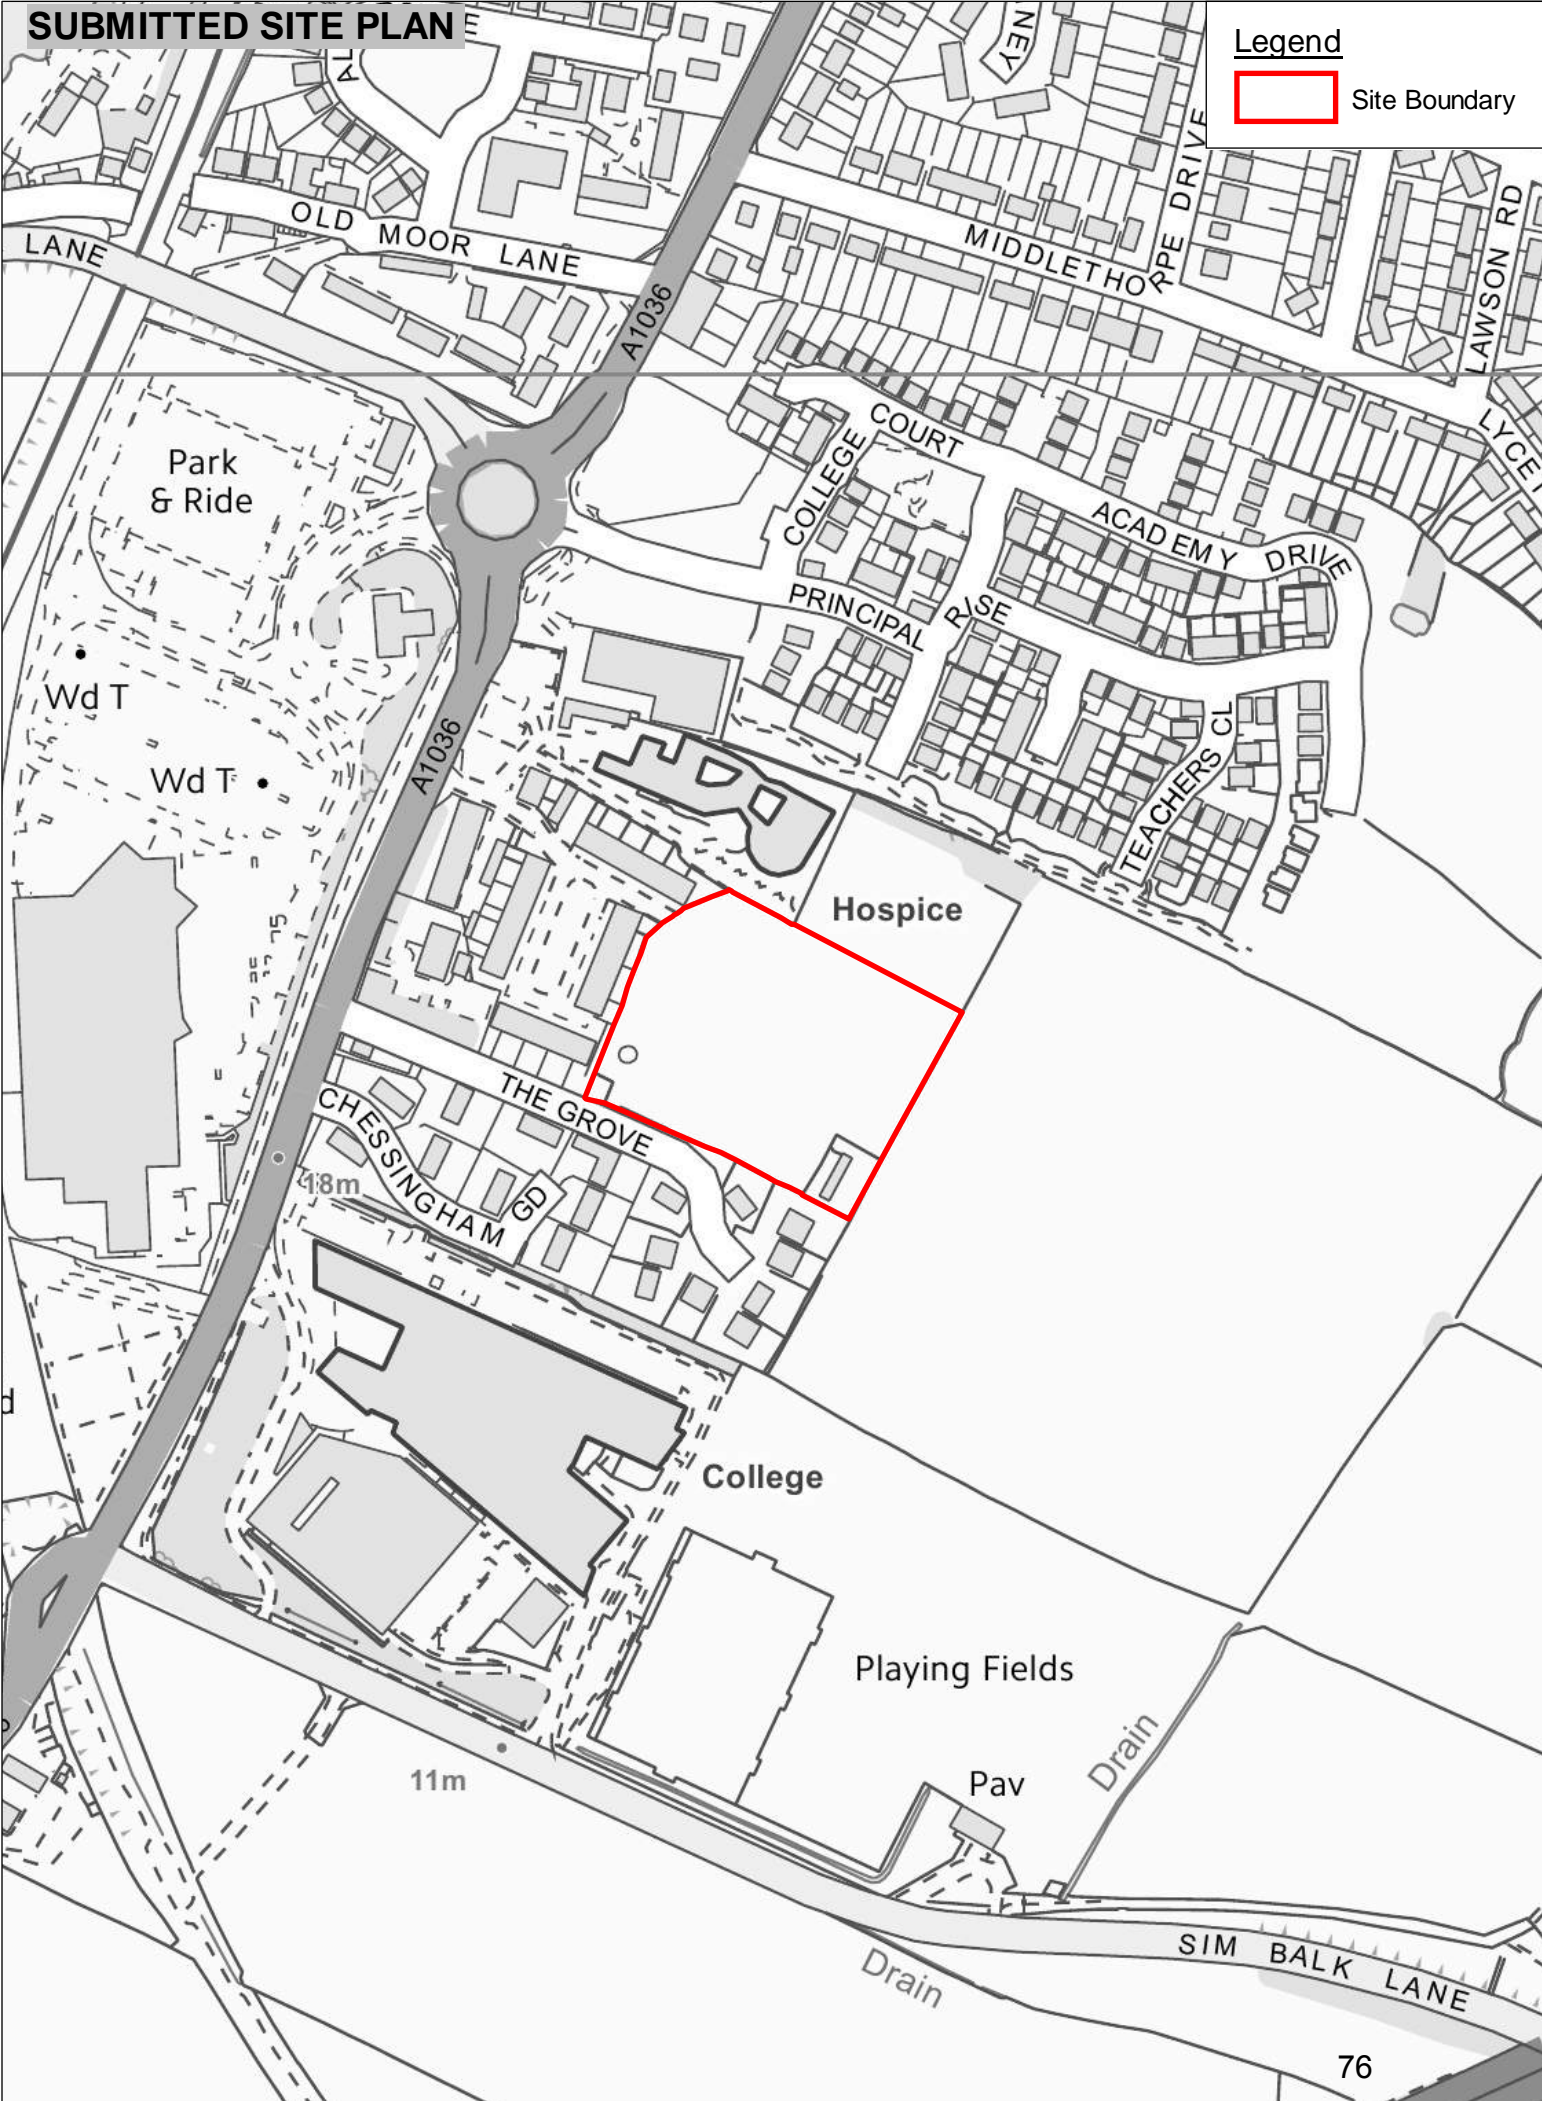 SUBMITTED SITE PLAN
Legend
Site Boundary
NEY
OLD MOOR LANE
LANE
A1036
MIDDLETHORPE DRIVE
LAWSON RD
Park
& Ride
COLLEGE COURT
LYCET
ACADEMY DRIVE
PRINCIPAL RISE
Wd T
Wd T
A1036
TEACHERS CL
Hospice
THE GROVE
CHESSINGHAM GD
18m
d
College
Playing Fields
Drain
Pav
11m
Drain
SIM BALK LANE
76